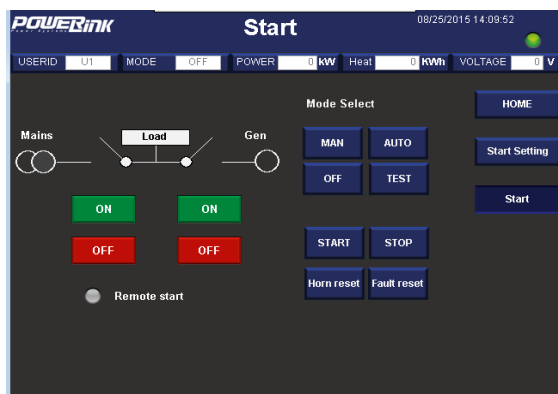 POWERLINK Start 08/25/2015 14:09:52
Power Systems
USERID U1 MODE OFF POWER 0 kW Heat 0 KWh VOLTAGE 0 V
Mode Select HOME
Mains Load Gen MAN AUTO Start Setting
OFF TEST
ON ON Start
OFF OFF START STOP
Remote start Horn reset Fault reset